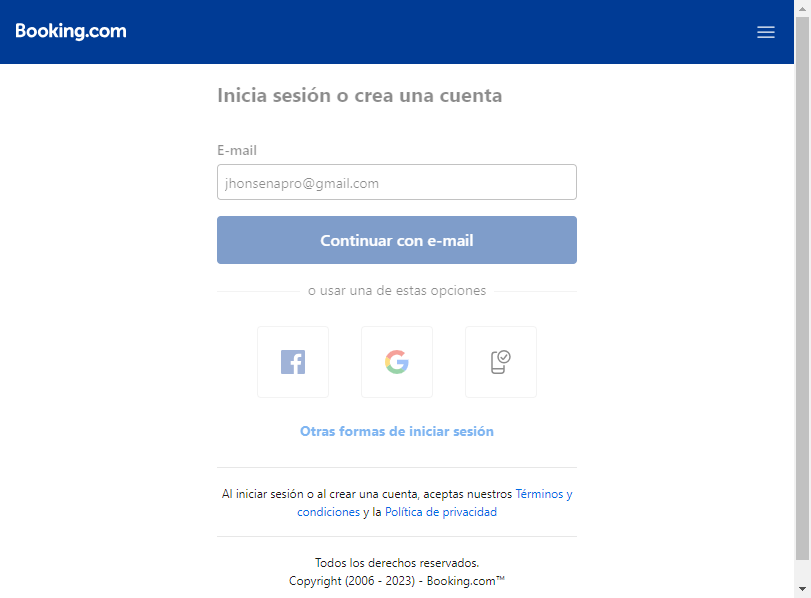 Booking.com
Inicia sesión o crea una cuenta
E-mail
jhonsenapro@gmail.com
Continuar con e-mail
o usar una de estas opciones
Otras formas de iniciar sesión
Al iniciar sesión o al crear una cuenta, aceptas nuestros Términos y
condiciones y la Política de privacidad
Todos los derechos reservados.
Copyright (2006 - 2023) - Booking.com™